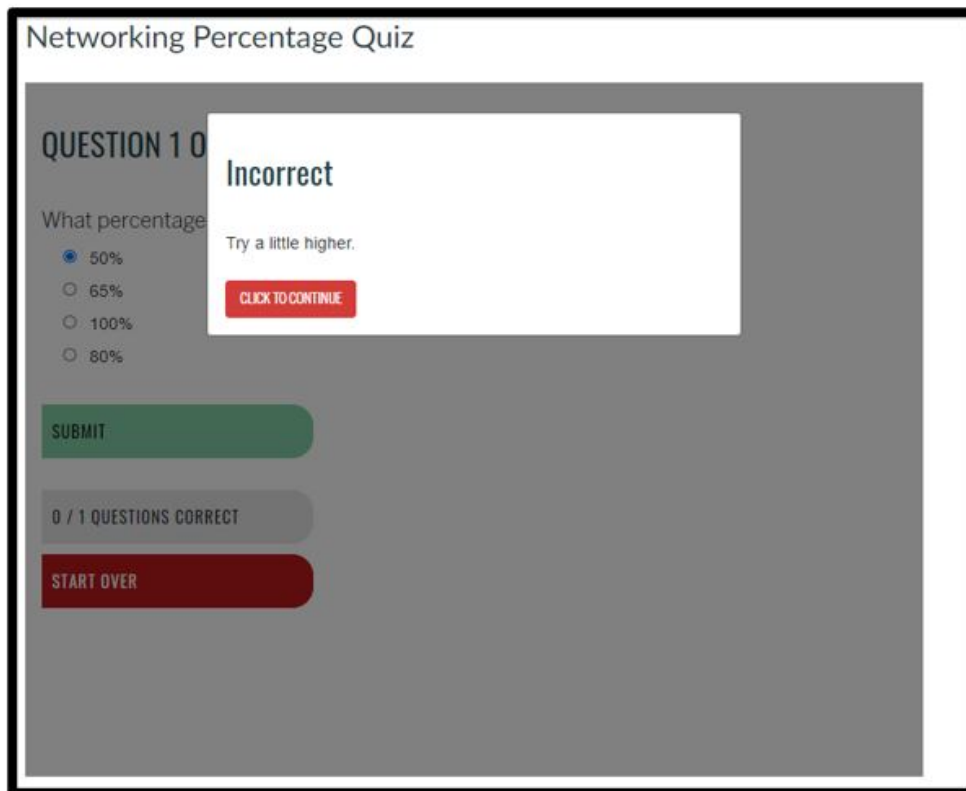 Networking Percentage Quiz
QUESTION 1 O
Incorrect
What percentage
Try a little higher.
50%
65%
CLICK TO CONTINUE
100%
80%
SUBMIT
0 / 1 QUESTIONS CORRECT
START OVER